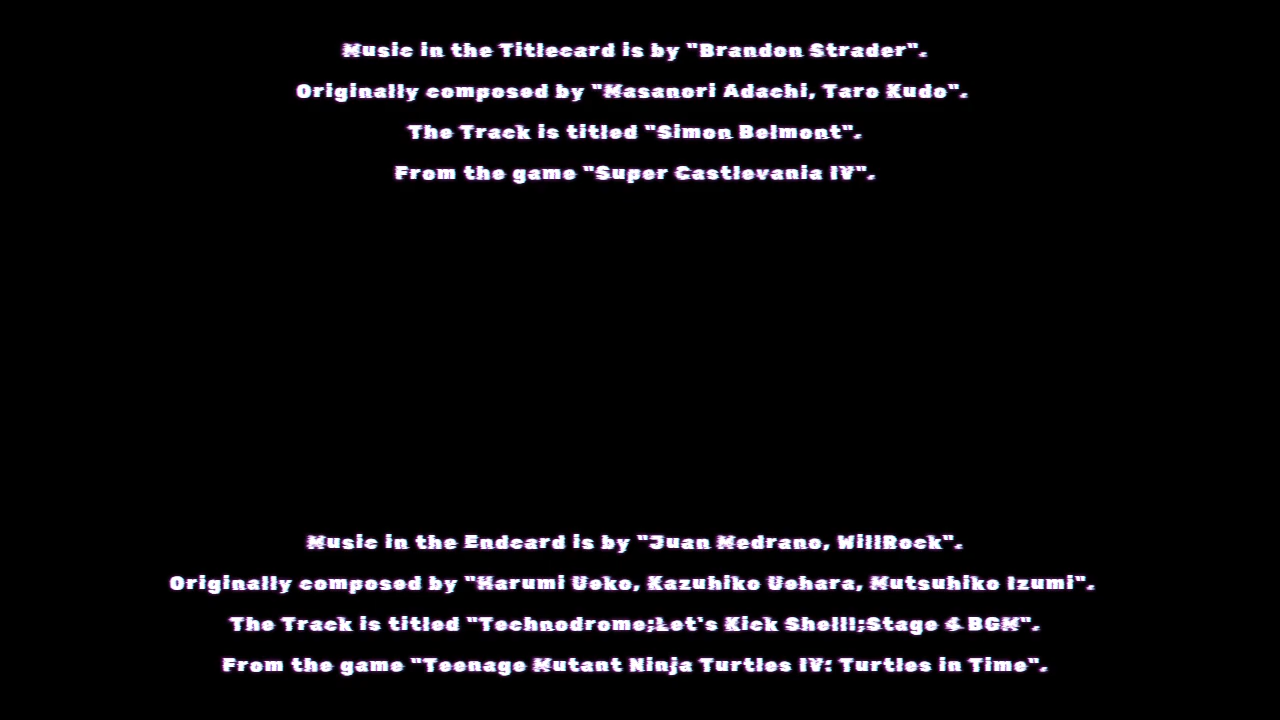 Music in the Titlecard is by "Brandon Strader".
Originally composed by "Masanori Adachi, Taro Kudo".
The Track is titled "Simon Belmont".
From the game "Super Castlevania IV".
Music in the Endcard is by "Juan Medrano, WillRock".
Originally composed by "Harumi Ueko, Kazuhiko Uehara, Mutsuhiko Izumi".
The Track is titled "Technodrome;Let's Kick Shell!;Stage 4 BGM".
From the game "Teenage Mutant Ninja Turtles IV: Turtles in Time".